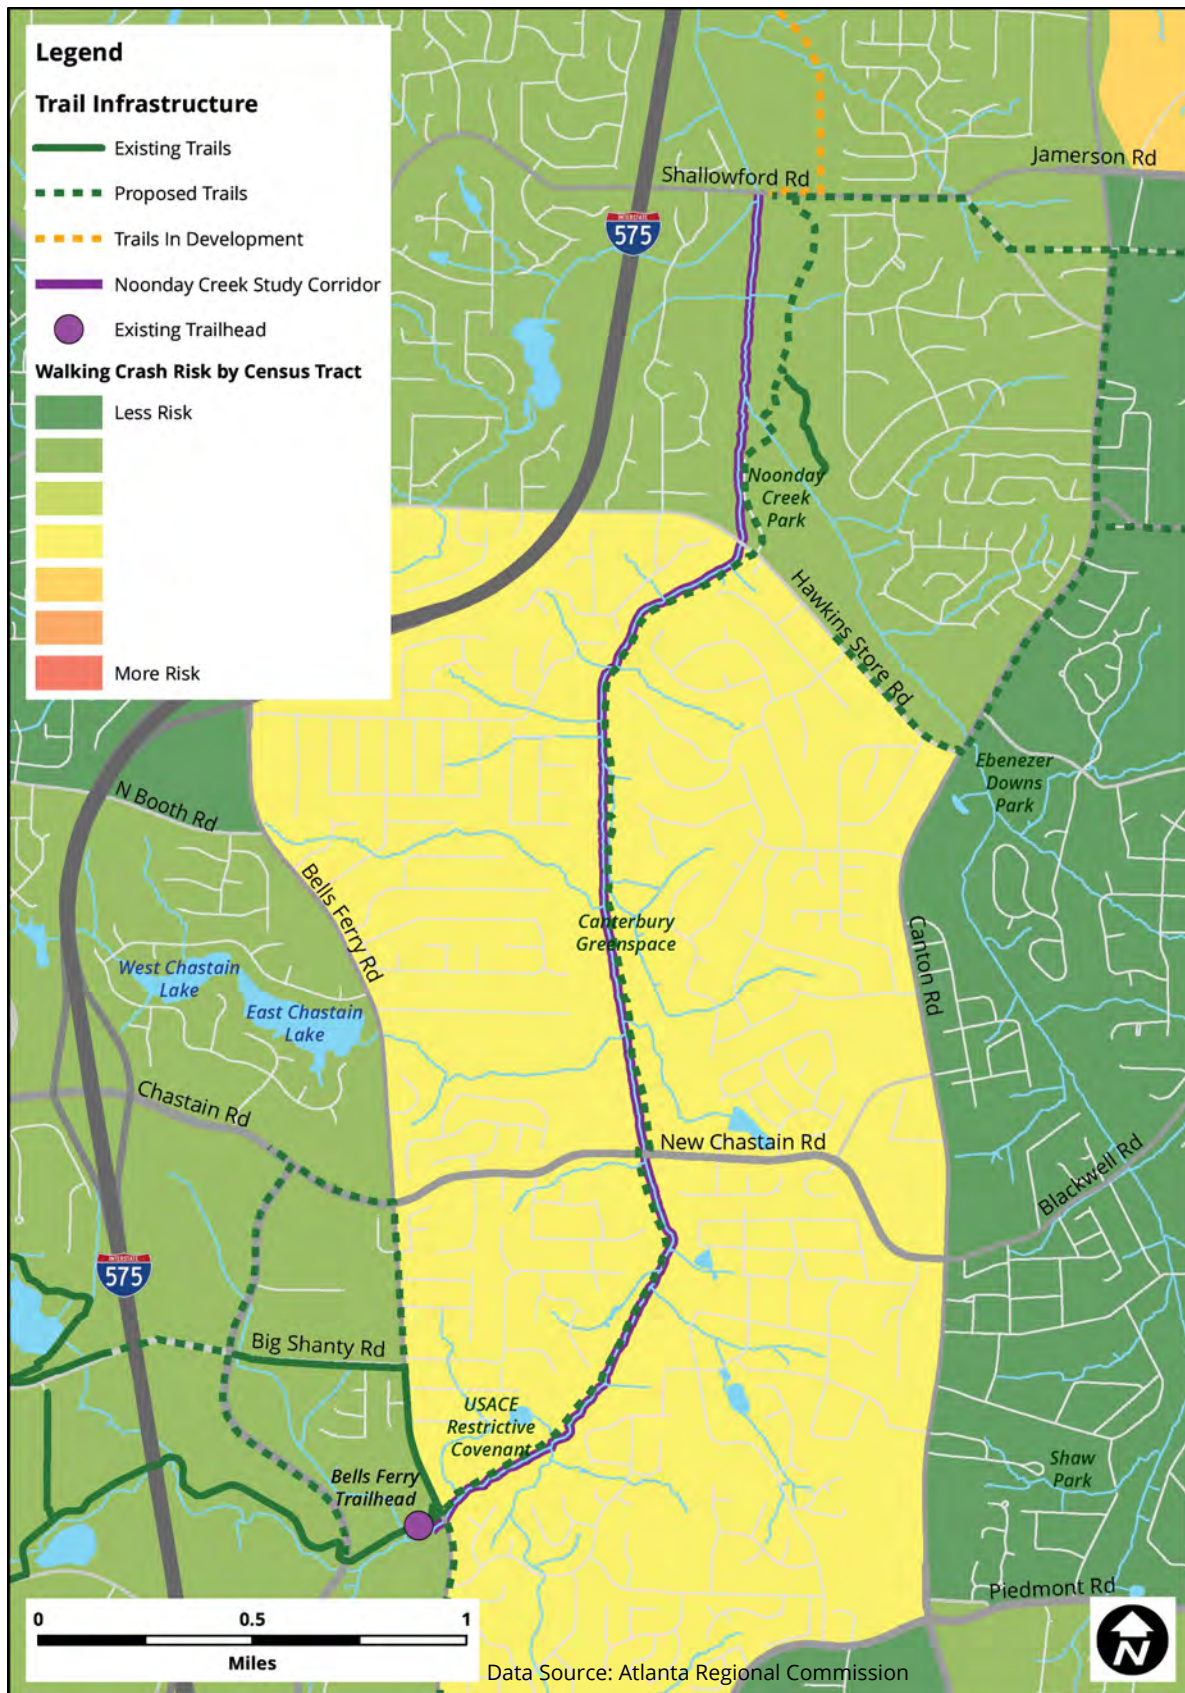 Legend
Trail Infrastructure
Existing Trails
Proposed Trails
Trails In Development
Noonday Creek Study Corridor
Existing Trailhead
Walking Crash Risk by Census Tract
Less Risk
More Risk
Shallowford Rd
Jamerson Rd
INTERSTATE
575
Noonday
Creek
Park
Hawkins Store Rd
Ebenezer
Downs
Park
N Booth Rd
Bells Ferry Rd
Canterbury
Greenspace
Canton Rd
West Chastain
Lake
East Chastain
Lake
Chastain Rd
New Chastain Rd
Blackwell Rd
INTERSTATE
575
Big Shanty Rd
USACE
Restrictive
Covenant
Bells Ferry
Trailhead
Shaw
Park
Piedmont Rd
0 0.5 1
Miles
N
Data Source: Atlanta Regional Commission